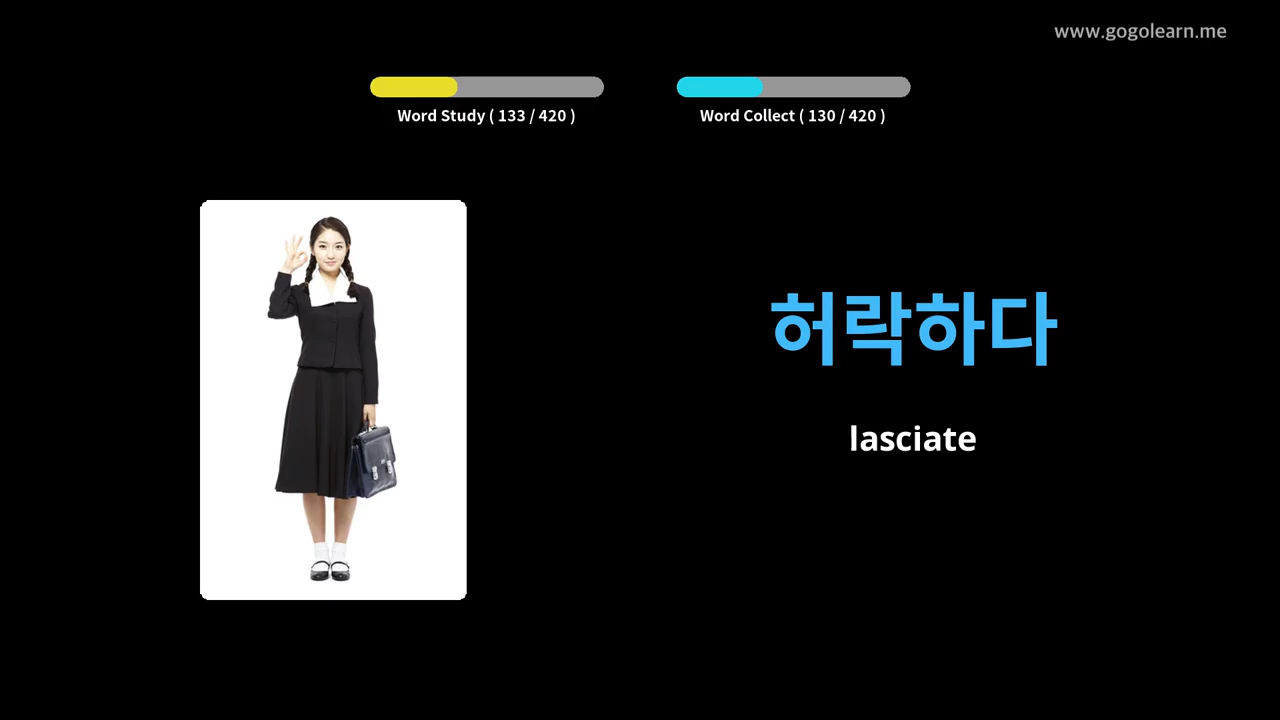 www.gogolearn.me
Word Study ( 133 / 420 )
Word Collect ( 130 / 420 )
허락하다
lasciate